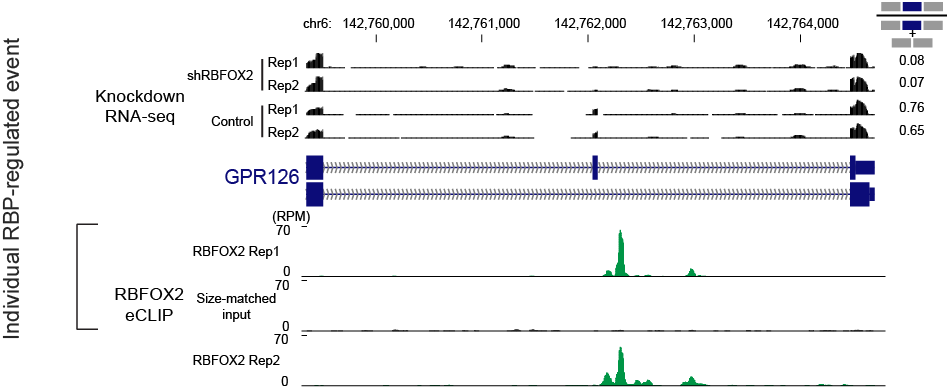 chr6: 142,760,000 142,761,000 142,762,000 142,763,000 142,764,000
+
Individual RBP-regulated event
Knockdown
RNA-seq
shRBFOX2
Rep1 0.08
Rep2 0.07
Control
Rep1 0.76
Rep2 0.65
GPR126
(RPM)
RBFOX2
eCLIP
70
RBFOX2 Rep1
0
70
Size-matched
input
0
70
RBFOX2 Rep2
0